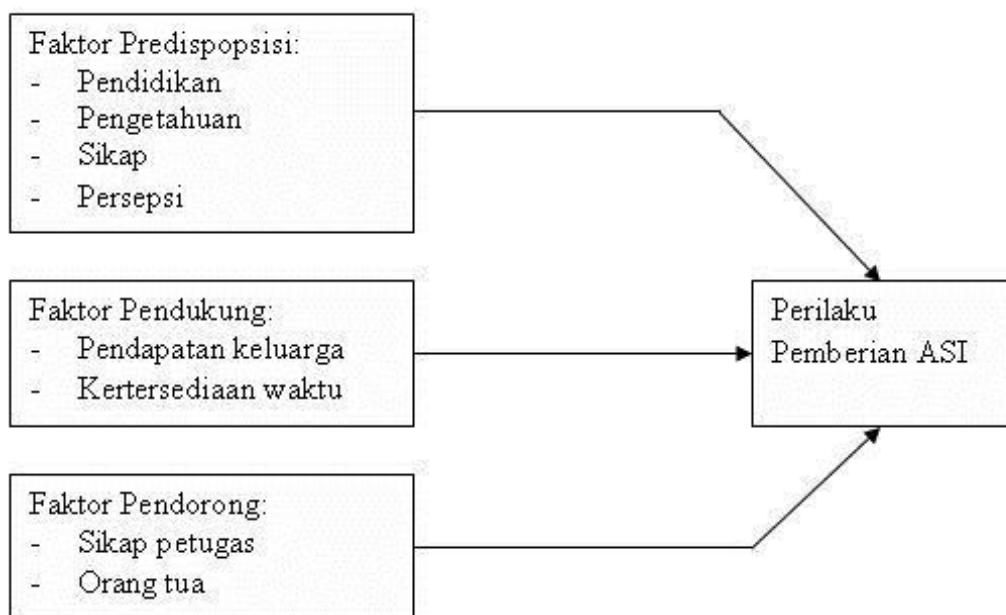 Faktor Predispopsisi:
- Pendidikan
- Pengetahuan
- Sikap
- Persepsi
Faktor Pendukung:
- Pendapatan keluarga
- Kertersediaan waktu
Faktor Pendorong:
- Sikap petugas
- Orang tua
Perilaku
Pemberian ASI